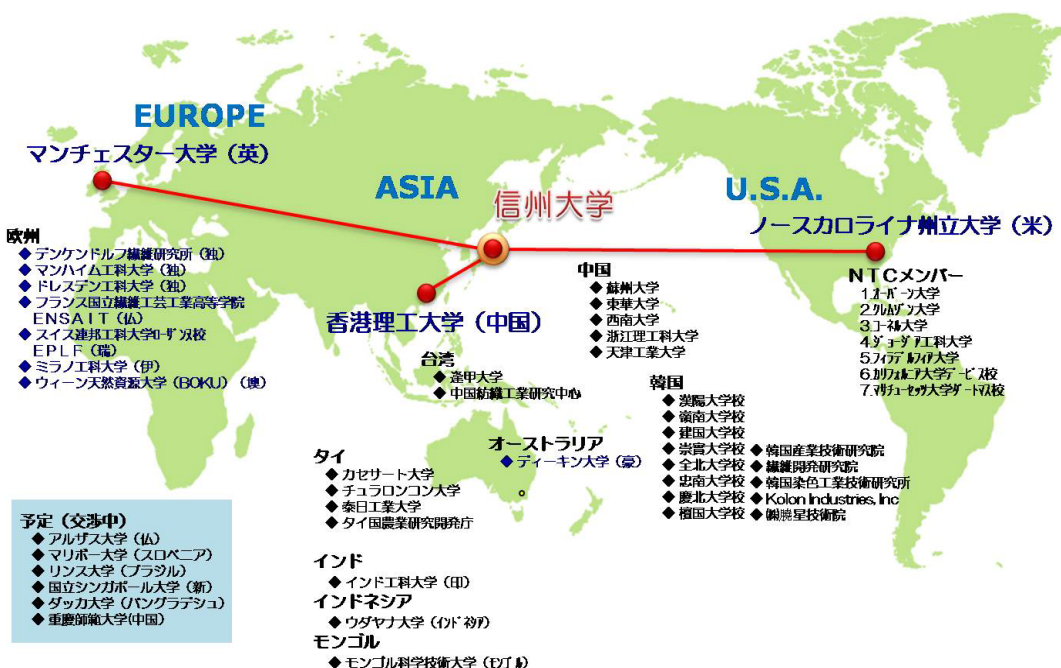 EUROPE
マンチェスター大学（英）
ASIA
信州大学
U.S.A.
ノースカロライナ州立大学（米）
香港理工大学（中国）
欧州
◆デンケンドルフ繊維研究所（独）
◆マンハイム工科大学（独）
◆ドレスデン工科大学（独）
◆フランス国立繊維工芸工業高等学院
ENSAIT（仏）
◆スイス連邦工科大学ﾛｰｻﾞﾝﾇ校
EPLF（瑞）
◆ミラノ工科大学（伊）
◆ウィーン天然資源大学（BOKU）（墺）
中国
◆蘇州大学
◆東華大学
◆西南大学
◆浙江理工科大学
◆天津工業大学
NTCメンバー
1.ｵｰﾊﾞｰﾝ大学
2.ｸﾚﾑｿﾞﾝ大学
3.ｺｰﾈﾙ大学
4.ｼﾞｮｰｼﾞｱ工科大学
5.ﾌｨﾗﾃﾞﾙﾌｨｱ大学
6.ｶﾘﾌｫﾙﾆｱ大学ﾃﾞｰﾋﾞｽ校
7.ﾏｻﾁｭｰｾｯﾂ大学ﾀﾞｰﾄﾏｽ校
台湾
◆逢甲大学
◆中国紡織工業研究中心
韓国
◆漢陽大学校
◆嶺南大学校
◆建国大学校
◆崇実大学校
◆全北大学校
◆忠南大学校
◆慶北大学校
◆檀国大学校
◆韓国産業技術研究院
◆繊維開発研究院
◆韓国染色工業技術研究所
◆Kolon Industries, Inc
◆㈱暁星技術院
オーストラリア
◆ディーキン大学（豪）
タイ
◆カセサート大学
◆チュラロンコン大学
◆泰日工業大学
◆タイ国農業研究開発庁
インド
◆インド工科大学（印）
インドネシア
◆ウダヤナ大学（ｲﾝﾄﾞﾈｼｱ）
モンゴル
◆モンゴル科学技術大学（ﾓﾝｺﾞﾙ）
予定（交渉中）
◆アルザス大学（仏）
◆マリボー大学（スロベニア）
◆リンス大学（ブラジル）
◆国立シンガポール大学（新）
◆ダッカ大学（バングラデシュ）
◆重慶師範大学(中国)